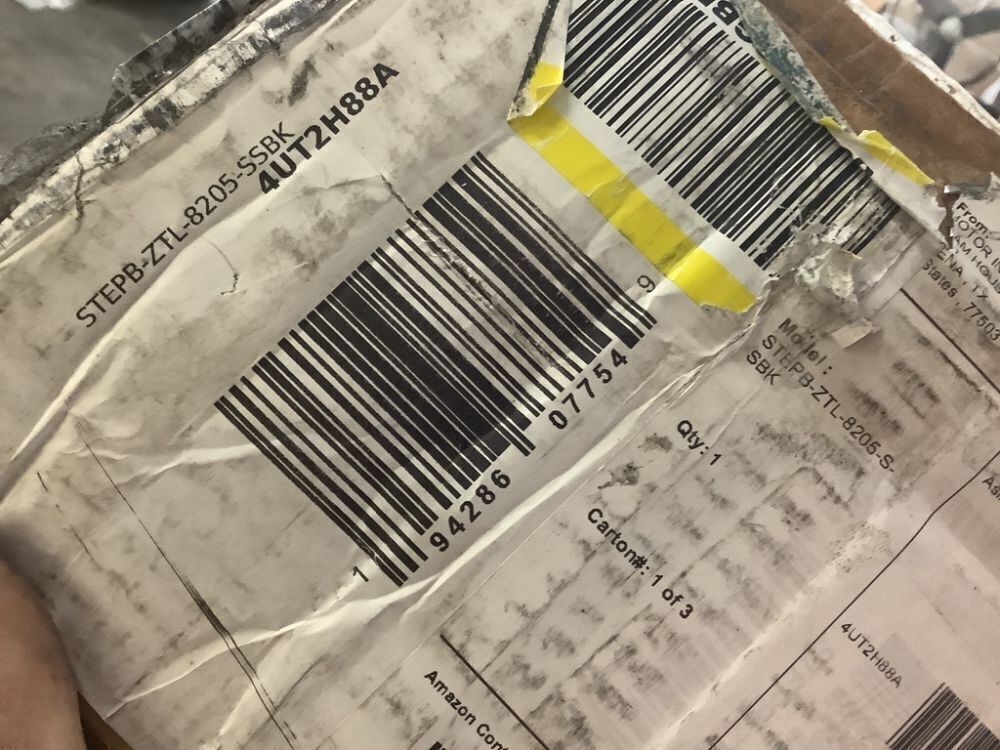 STEPB-ZTL-8205-SSBK
4UT2H88A
1 94286 07754 9
From:
TX
States, 77503
Model:
STEPB-ZTL-8205-S-
SBK
Qty: 1
Carton#: 1 of 3
Amazon
4UT2H88A